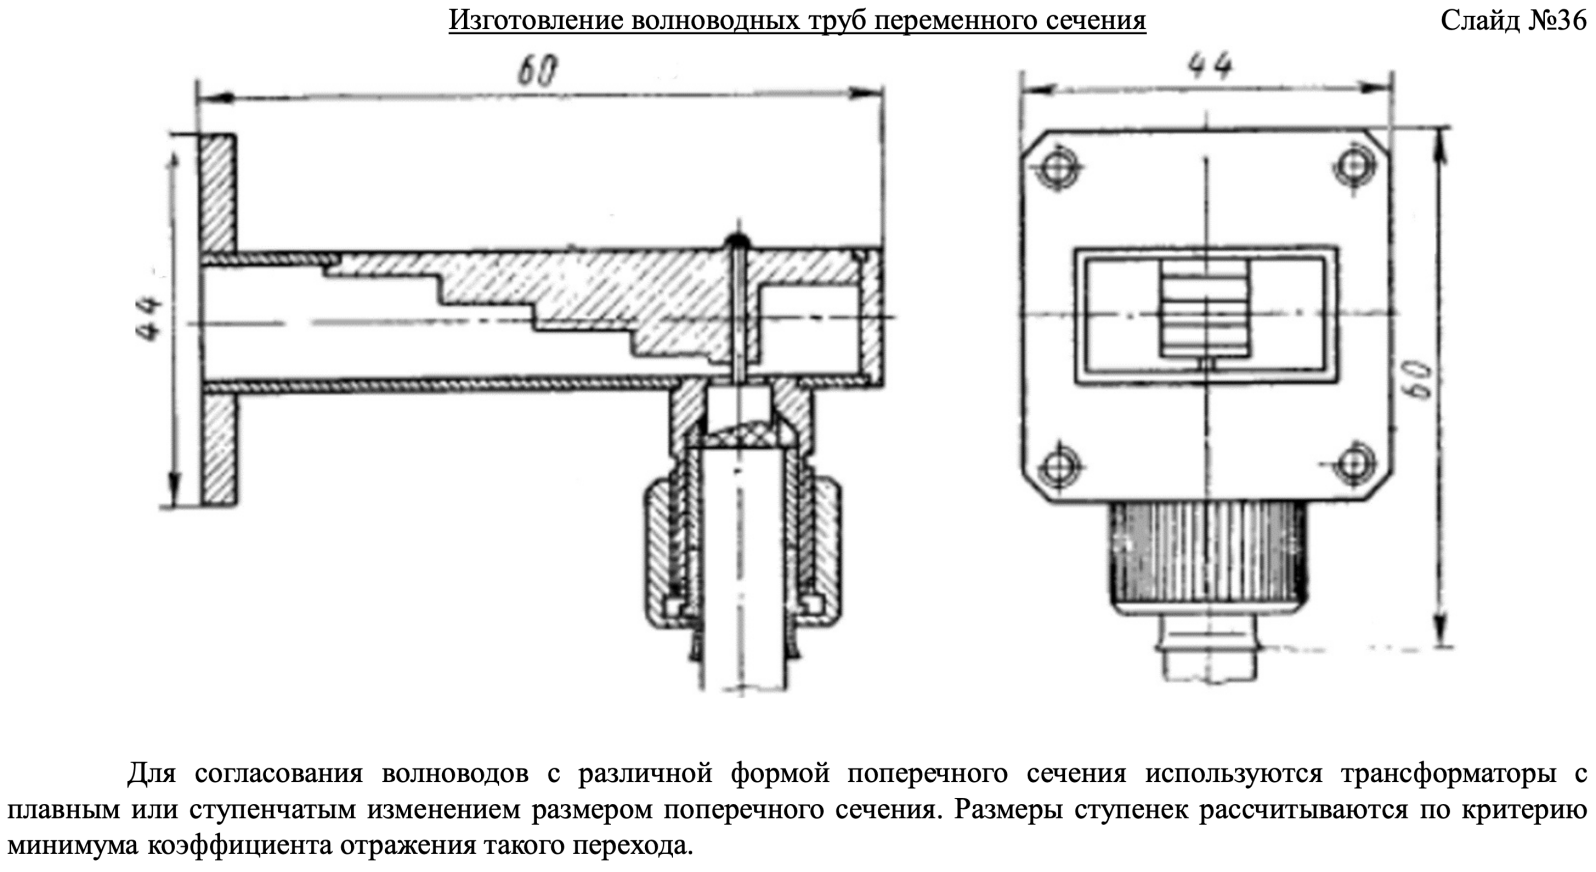 Изготовление волноводных труб переменного сечения Слайд №36
60 44
44
60
Для согласования волноводов с различной формой поперечного сечения используются трансформаторы с
плавным или ступенчатым изменением размером поперечного сечения. Размеры ступенек рассчитываются по критерию
минимума коэффициента отражения такого перехода.